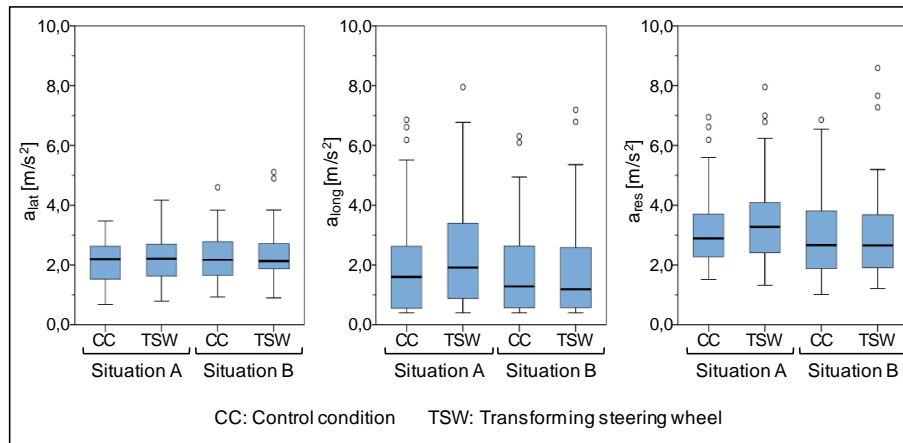 10,0 10,0 10,0
8,0 8,0 8,0
6,0 6,0 6,0
a_lat [m/s²] a_long [m/s²] a_res [m/s²]
4,0 4,0 4,0
2,0 2,0 2,0
0,0 0,0 0,0
CC TSW CC TSW CC TSW CC TSW CC TSW CC TSW
Situation A Situation B Situation A Situation B Situation A Situation B
CC: Control condition TSW: Transforming steering wheel